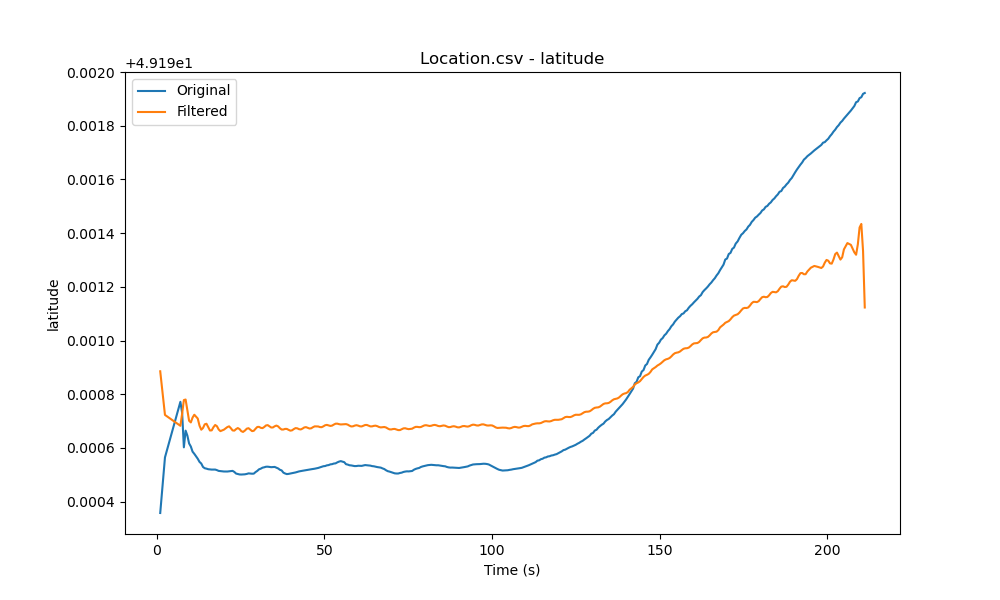 Location.csv - latitude
+4.919e1
0.0020
0.0018
0.0016
0.0014
0.0012
0.0010
0.0008
0.0006
0.0004
latitude
Original
Filtered
0
50
100
150
200
Time (s)